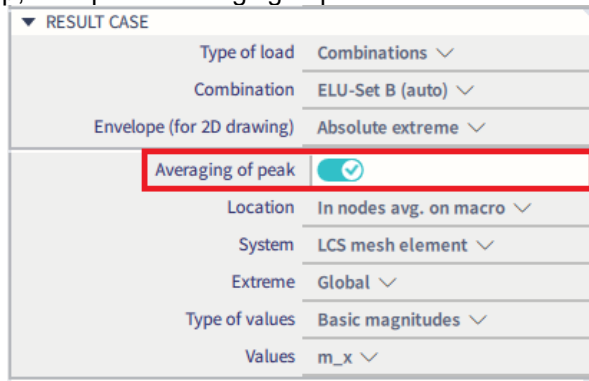 ▼ RESULT CASE
Type of load Combinations
Combination ELU-Set B (auto)
Envelope (for 2D drawing) Absolute extreme
Averaging of peak
Location In nodes avg. on macro
System LCS mesh element
Extreme Global
Type of values Basic magnitudes
Values m_x